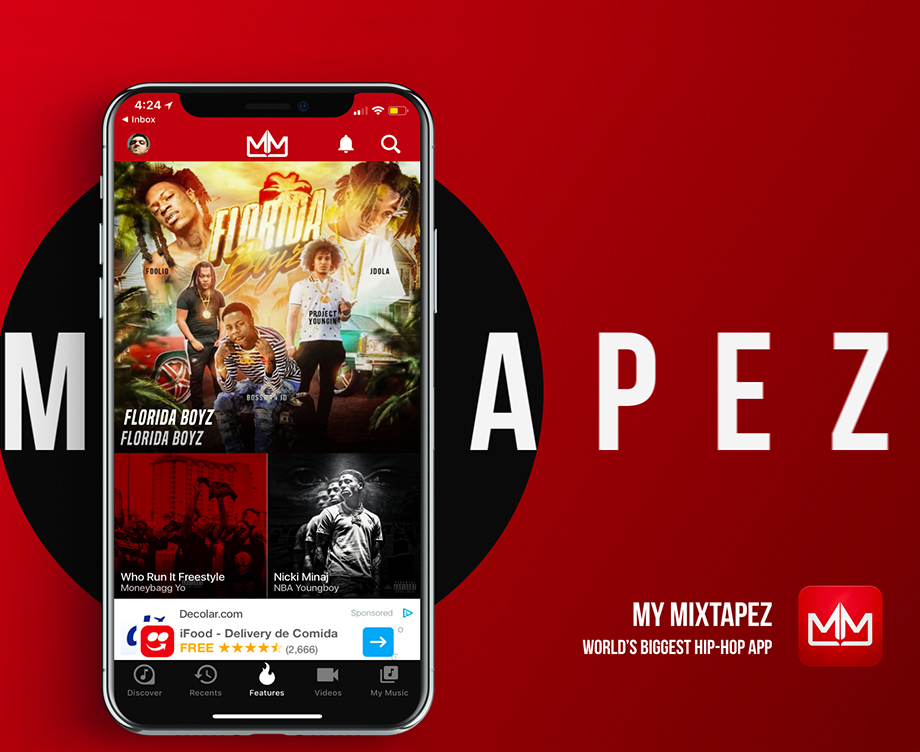 4:24
Inbox
MM
FLORIDA
Boyz
FOOLIO
JDOLA
PROJECT
YOUNGIN
FLORIDA BOYZ
FLORIDA BOYZ
Who Run It Freestyle
Moneybagg Yo
Nicki Minaj
NBA Youngboy
Decolar.com
Sponsored
iFood - Delivery de Comida
FREE ★★★★★ (2,666)
Discover
Recents
Features
Videos
My Music
M A P E Z
MY MIXTAPEZ
WORLD'S BIGGEST HIP-HOP APP
MM